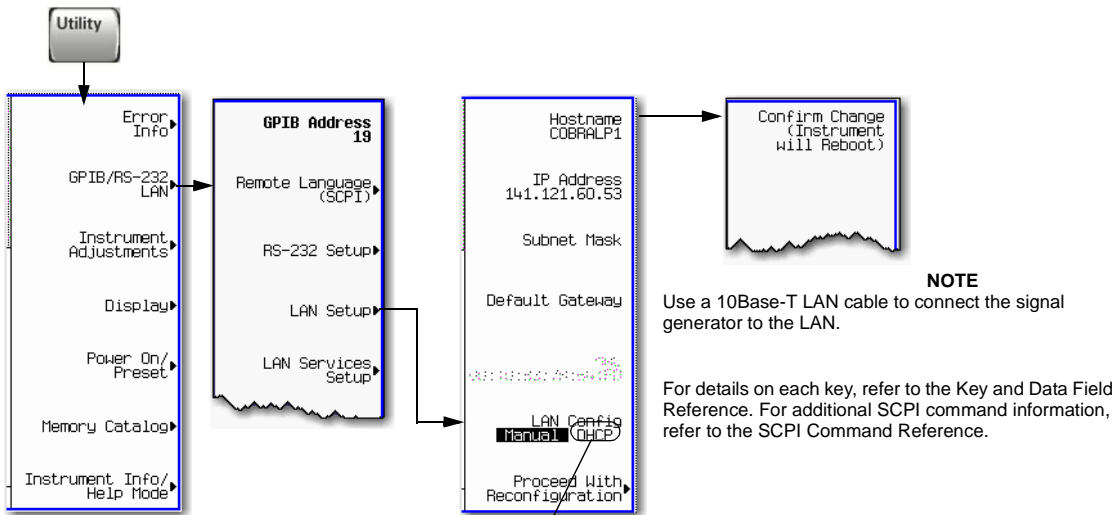 Utility
Error
Info
GPIB/RS-232
LAN
Instrument
Adjustments
Display
Power On/
Preset
Memory Catalog
Instrument Info/
Help Mode
GPIB Address
19
Remote Language
(SCPI)
RS-232 Setup
LAN Setup
LAN Services
Setup
Hostname
COBRALP1
IP Address
141.121.60.53
Subnet Mask
Default Gateway
LAN Config
Manual DHCP
Proceed With
Reconfiguration
Confirm Change
(Instrument
will Reboot)
NOTE
Use a 10Base-T LAN cable to connect the signal
generator to the LAN.
For details on each key, refer to the Key and Data Field
Reference. For additional SCPI command information,
refer to the SCPI Command Reference.